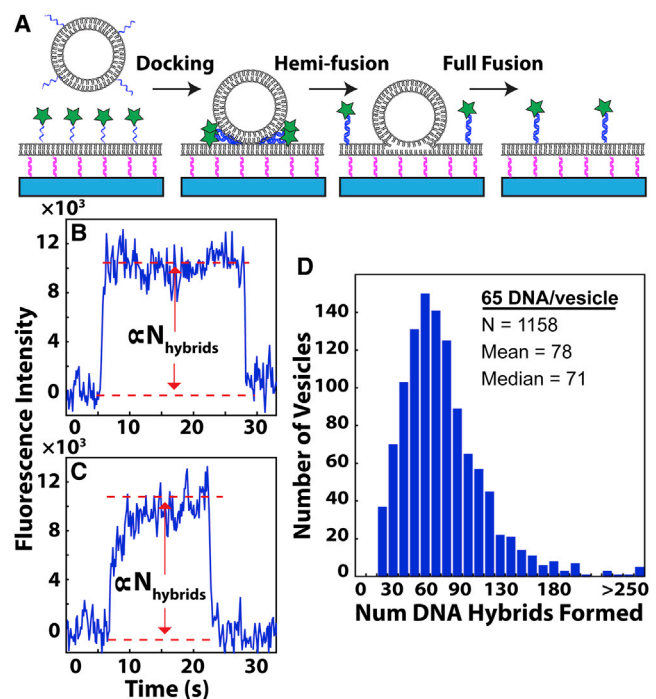 A
Docking
Hemi-fusion
Full Fusion
×10³
B
12
8
4
0
∝N hybrids
0 10 20 30
×10³
C
12
8
4
0
∝N hybrids
0 10 20 30
Time (s)
Fluorescence Intensity
D
65 DNA/vesicle
N = 1158
Mean = 78
Median = 71
140
120
100
80
60
40
20
0
Number of Vesicles
0 30 60 90 130 180 >250
Num DNA Hybrids Formed